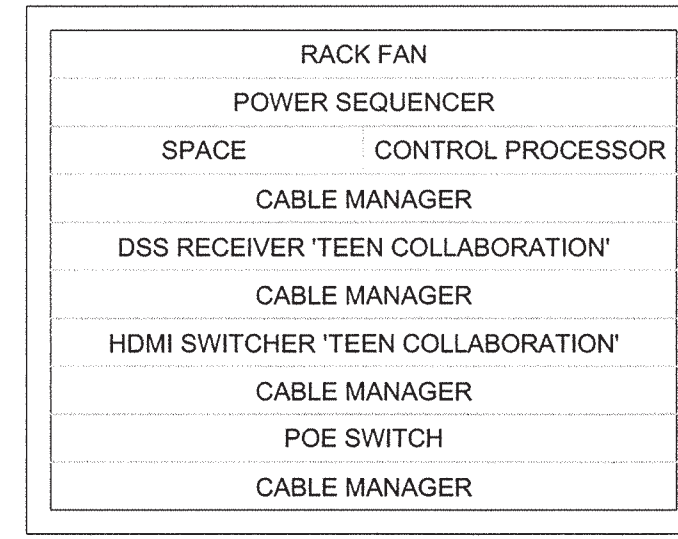 RACK FAN
POWER SEQUENCER
SPACE CONTROL PROCESSOR
CABLE MANAGER
DSS RECEIVER 'TEEN COLLABORATION'
CABLE MANAGER
HDMI SWITCHER 'TEEN COLLABORATION'
CABLE MANAGER
POE SWITCH
CABLE MANAGER